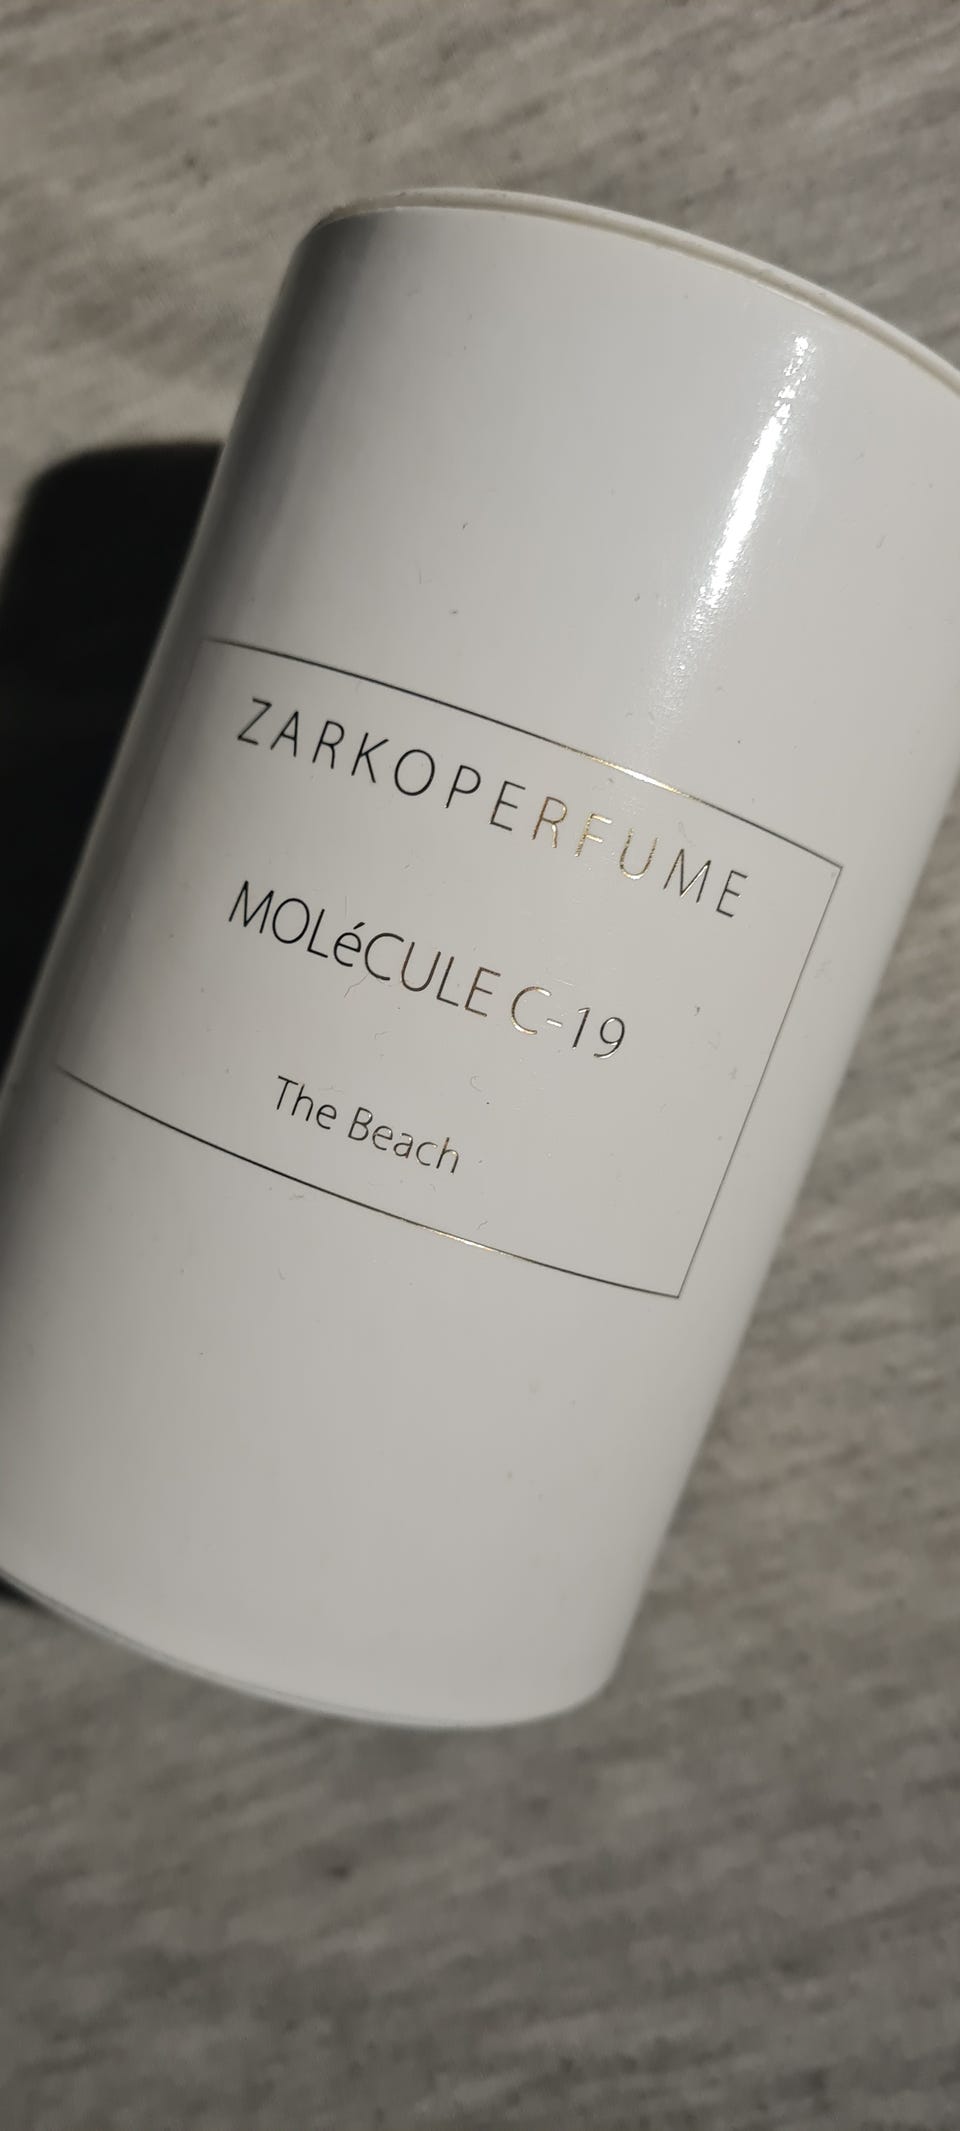 ZARKOPERFUME
MOLéCULE C-19
The Beach